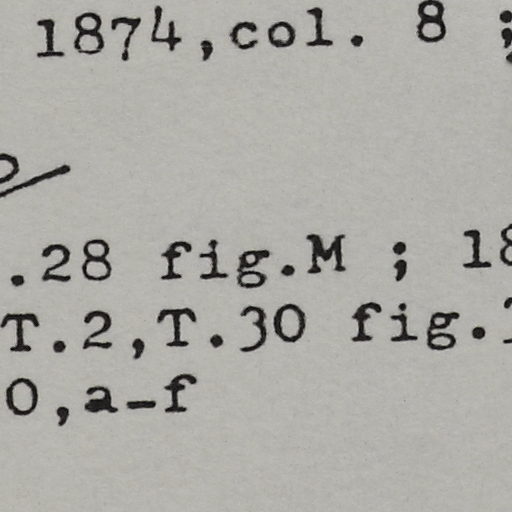 1874,col. 8 ;
.28 fig.M ; 18
T.2,T.30 fig.
0,a-f